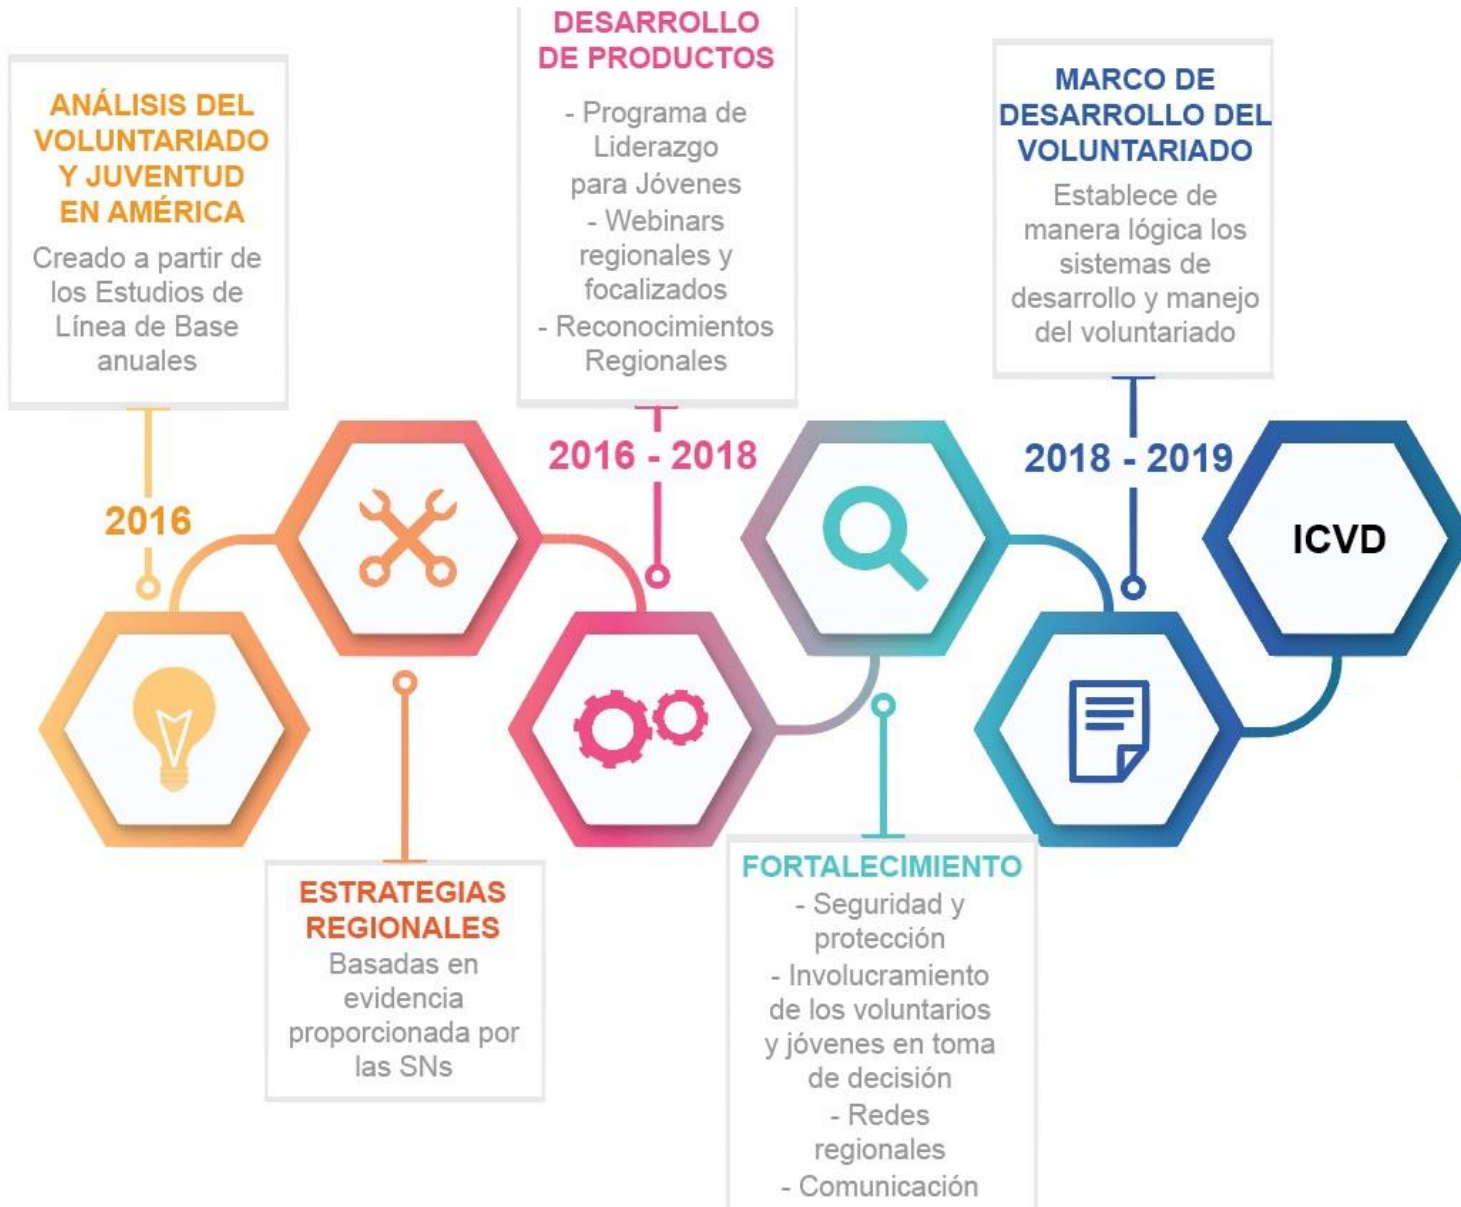 ANÁLISIS DEL
VOLUNTARIADO
Y JUVENTUD
EN AMÉRICA
Creado a partir de
los Estudios de
Línea de Base
anuales
2016
ESTRATEGIAS
REGIONALES
Basadas en
evidencia
proporcionada por
las SNs
DESARROLLO
DE PRODUCTOS
- Programa de
Liderazgo
para Jóvenes
- Webinars
regionales y
focalizados
- Reconocimientos
Regionales
2016 - 2018
FORTALECIMIENTO
- Seguridad y
protección
- Involucramiento
de los voluntarios
y jóvenes en toma
de decisión
- Redes
regionales
- Comunicación
MARCO DE
DESARROLLO DEL
VOLUNTARIADO
Establece de
manera lógica los
sistemas de
desarrollo y manejo
del voluntariado
2018 - 2019
ICVD